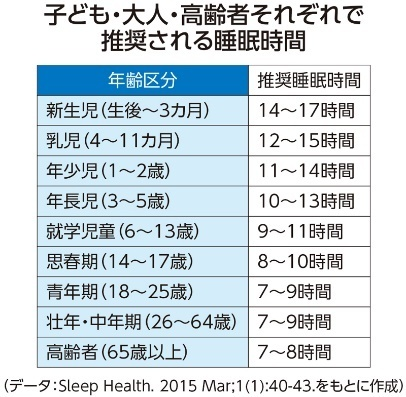 子ども・大人・高齢者それぞれで
推奨される睡眠時間
年齢区分 推奨睡眠時間
新生児（生後～3カ月） 14～17時間
乳児（4～11カ月） 12～15時間
年少児（1～2歳） 11～14時間
年長児（3～5歳） 10～13時間
就学児童（6～13歳） 9～11時間
思春期（14～17歳） 8～10時間
青年期（18～25歳） 7～9時間
壮年・中年期（26～64歳） 7～9時間
高齢者（65歳以上） 7～8時間
（データ：Sleep Health. 2015 Mar;1(1):40-43.をもとに作成）